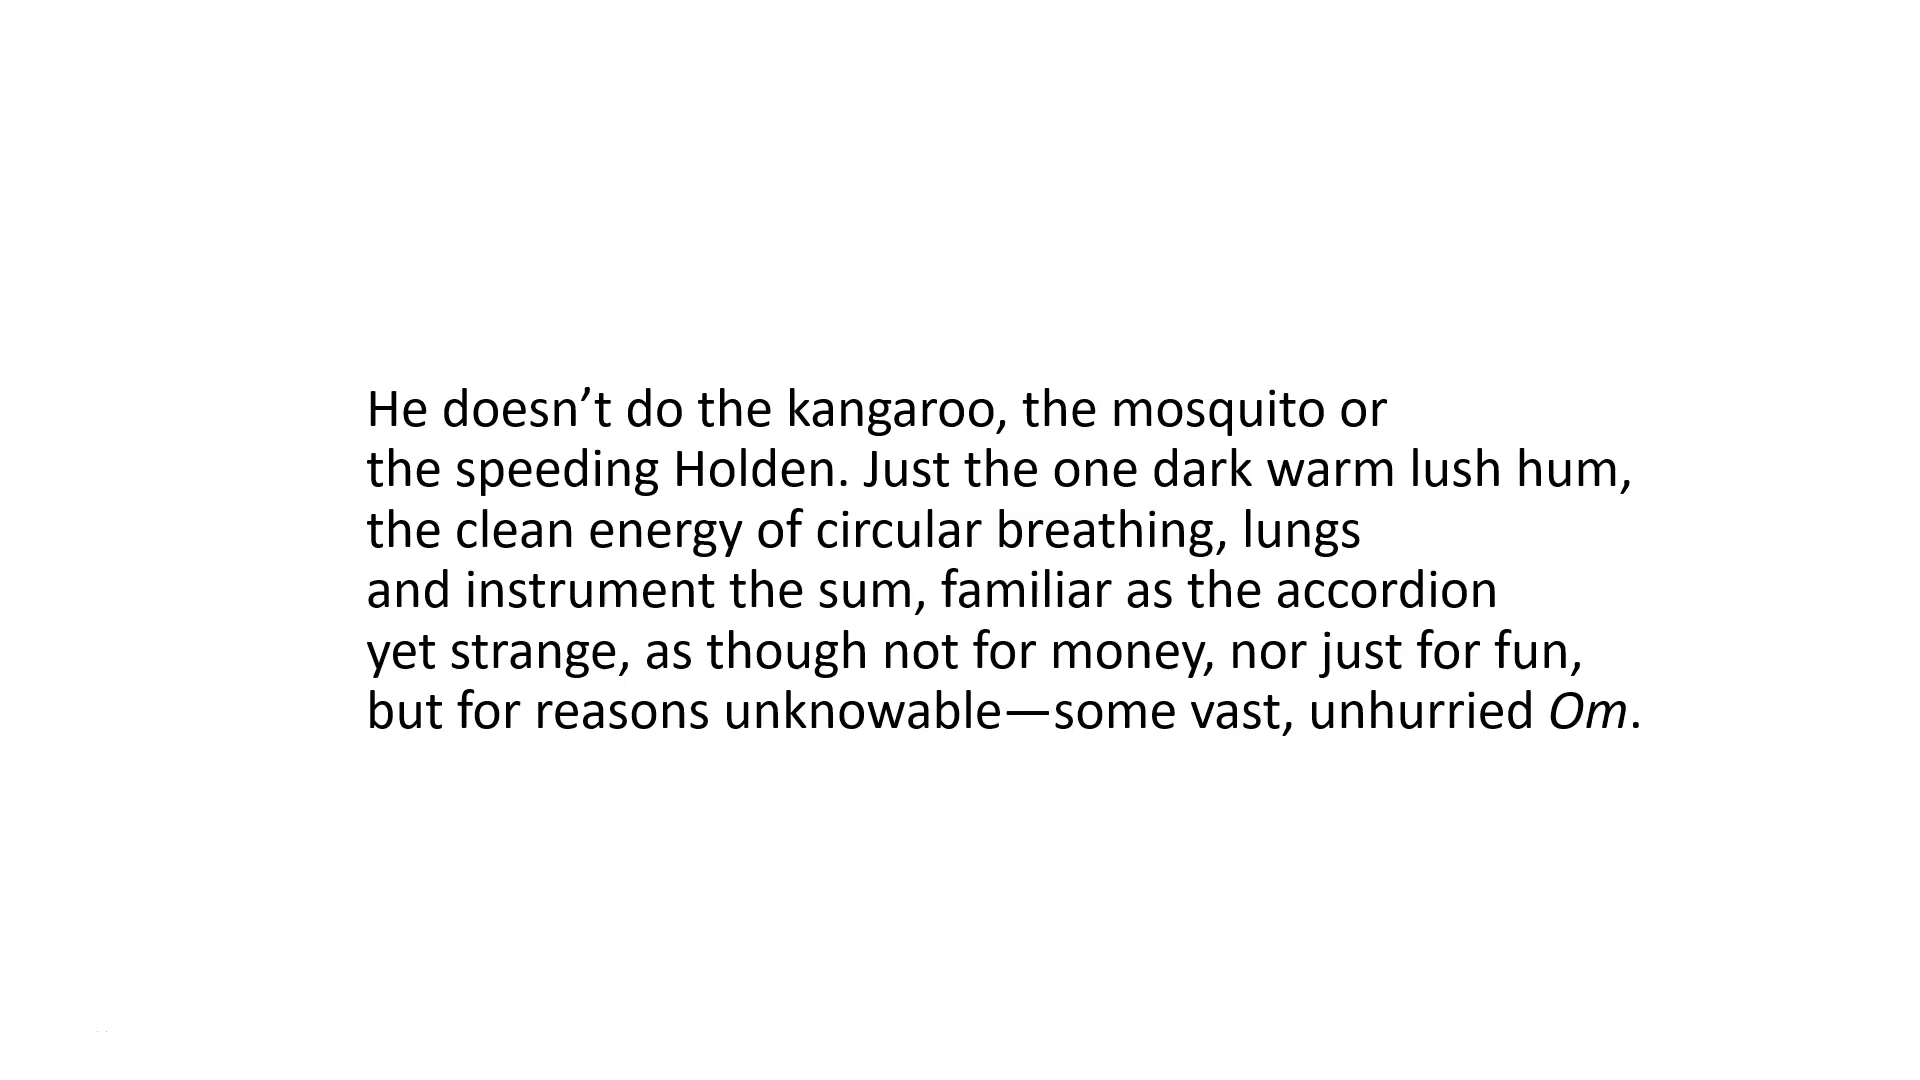 He doesn’t do the kangaroo, the mosquito or
the speeding Holden. Just the one dark warm lush hum,
the clean energy of circular breathing, lungs
and instrument the sum, familiar as the accordion
yet strange, as though not for money, nor just for fun,
but for reasons unknowable—some vast, unhurried Om.